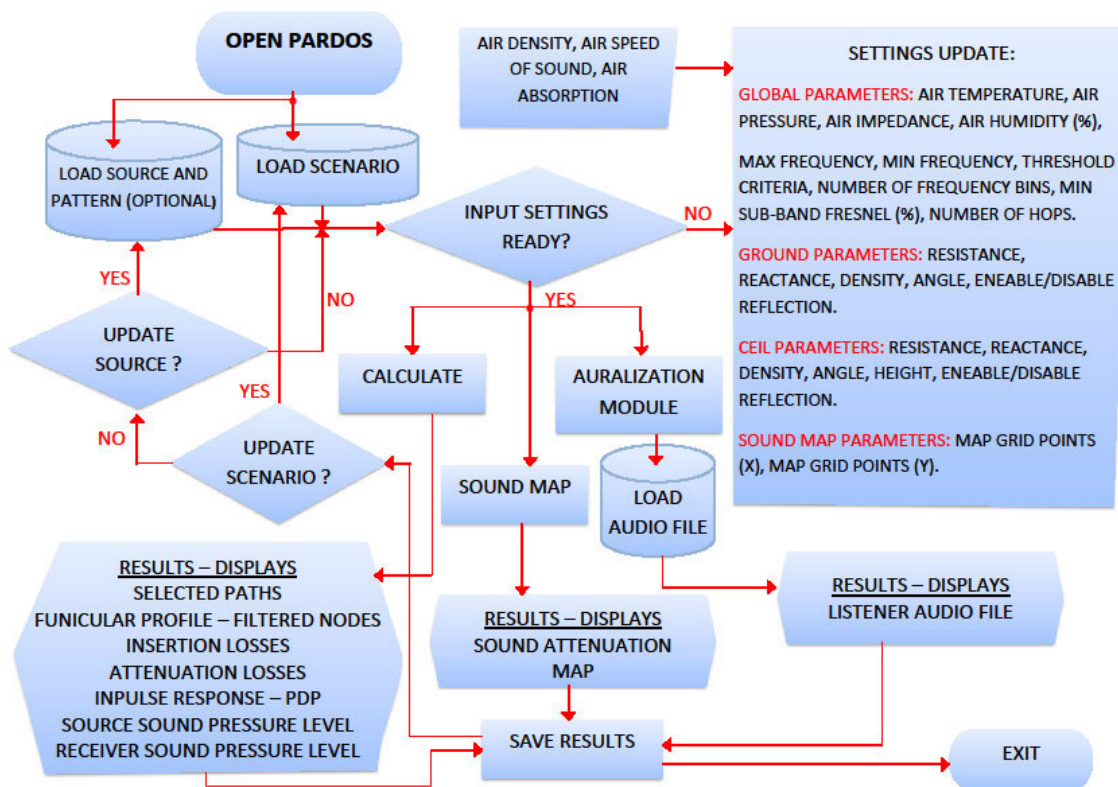 OPEN PARDOS
AIR DENSITY, AIR SPEED
OF SOUND, AIR
ABSORPTION
SETTINGS UPDATE:
GLOBAL PARAMETERS: AIR TEMPERATURE, AIR
PRESSURE, AIR IMPEDANCE, AIR HUMIDITY (%),
MAX FREQUENCY, MIN FREQUENCY, THRESHOLD
CRITERIA, NUMBER OF FREQUENCY BINS, MIN
SUB-BAND FRESNEL (%), NUMBER OF HOPS.
GROUND PARAMETERS: RESISTANCE,
REACTANCE, DENSITY, ANGLE, ENEABLE/DISABLE
REFLECTION.
CEIL PARAMETERS: RESISTANCE, REACTANCE,
DENSITY, ANGLE, HEIGHT, ENEABLE/DISABLE
REFLECTION.
SOUND MAP PARAMETERS: MAP GRID POINTS
(X), MAP GRID POINTS (Y).
LOAD SOURCE AND
PATTERN (OPTIONAL)
LOAD SCENARIO
INPUT SETTINGS
READY?
NO
YES
YES
NO
UPDATE
SOURCE ?
YES
NO
UPDATE
SCENARIO ?
CALCULATE
AURALIZATION
MODULE
SOUND MAP
LOAD
AUDIO FILE
RESULTS – DISPLAYS
SELECTED PATHS
FUNICULAR PROFILE – FILTERED NODES
INSERTION LOSSES
ATTENUATION LOSSES
INPULSE RESPONSE – PDP
SOURCE SOUND PRESSURE LEVEL
RECEIVER SOUND PRESSURE LEVEL
RESULTS – DISPLAYS
SOUND ATTENUATION
MAP
RESULTS – DISPLAYS
LISTENER AUDIO FILE
SAVE RESULTS
EXIT